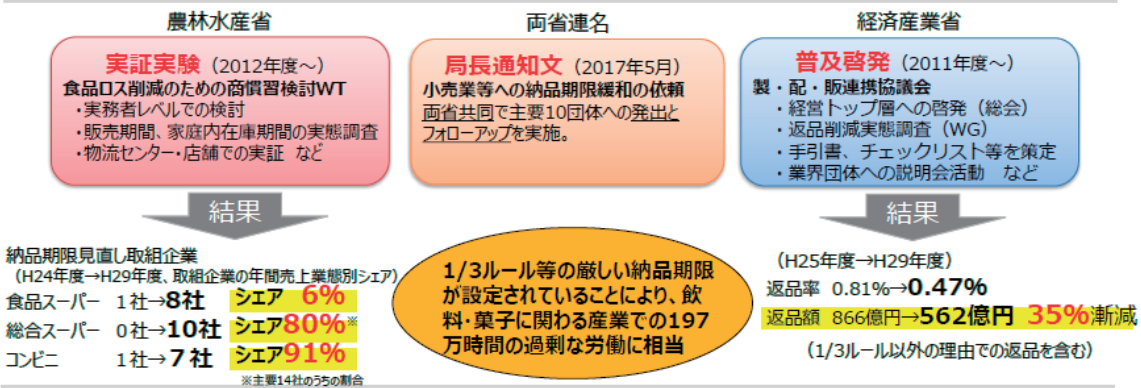 農林水産省
実証実験（2012年度～）
食品ロス削減のための商慣習検討WT
・実務者レベルでの検討
・販売期間、家庭内在庫期間の実態調査
・物流センター・店舗での実証　など
結果
納品期限見直し取組企業
（H24年度→H29年度、取組企業の年間売上業態別シェア）
食品スーパー　1社→8社　シェア　6%
総合スーパー　0社→10社　シェア80%※
コンビニ　1社→7社　シェア91%
※主要14社のうちの割合
両省連名
局長通知文（2017年5月）
小売業等への納品期限緩和の依頼
両省共同で主要10団体への発出と
フォローアップを実施。
1/3ルール等の厳しい納品期限
が設定されていることにより、飲
料・菓子に関わる産業での197
万時間の過剰な労働に相当
経済産業省
普及啓発（2011年度～）
製・配・販連携協議会
・経営トップ層への啓発（総会）
・返品削減実態調査（WG）
・手引書、チェックリスト等を策定
・業界団体への説明会活動　など
結果
（H25年度→H29年度）
返品率　0.81%→0.47%
返品額　866億円→562億円　35%漸減
（1/3ルール以外の理由での返品を含む）